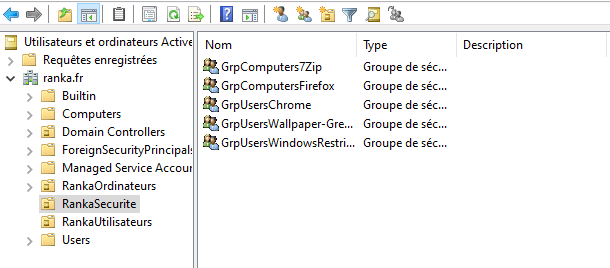 Utilisateurs et ordinateurs Active
Requêtes enregistrées
ranka.fr
Builtin
Computers
Domain Controllers
ForeignSecurityPrincipals
Managed Service Accour
RankaOrdinateurs
RankaSecurite
RankaUtilisateurs
Users
Nom Type Description
GrpComputers7Zip Groupe de séc...
GrpComputersFirefox Groupe de séc...
GrpUsersChrome Groupe de séc...
GrpUsersWallpaper-Gre... Groupe de séc...
GrpUsersWindowsRestri... Groupe de séc...